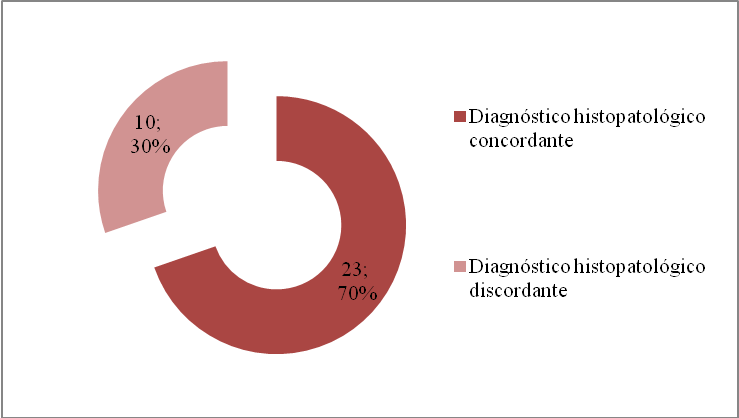 10;
30%
23;
70%
Diagnóstico histopatológico
concordante
Diagnóstico histopatológico
discordante